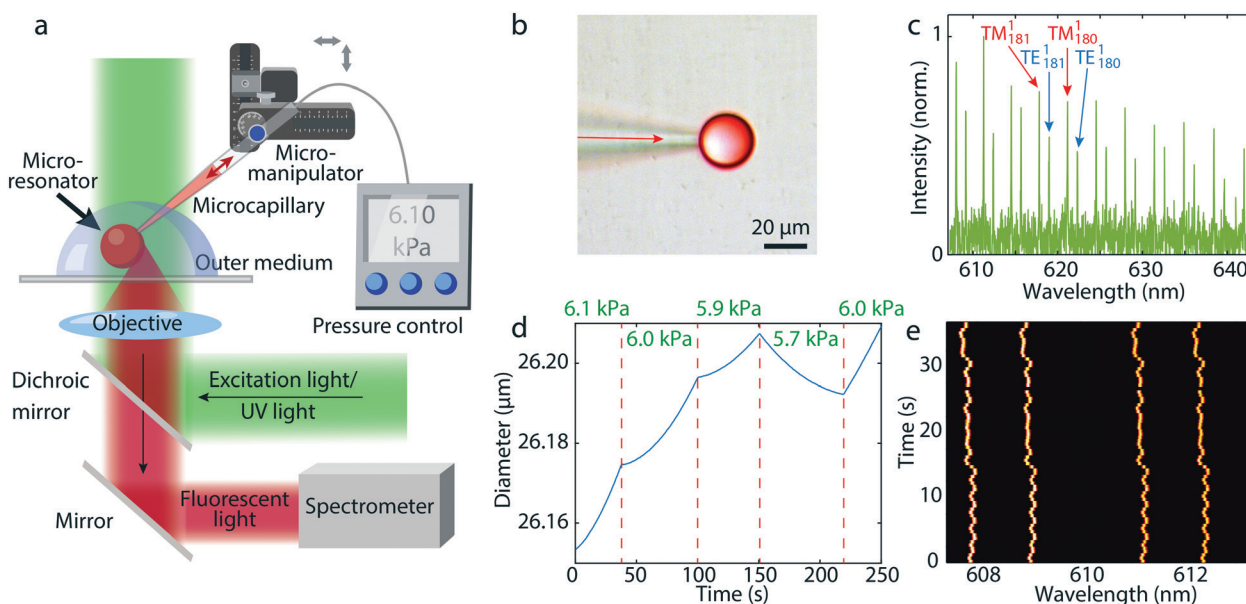 a
Micro-
resonator
Micro-
manipulator
Microcapillary
6.10
kPa
Outer medium
Objective
Pressure control
Dichroic
mirror
Excitation light/
UV light
Mirror
Fluorescent
light
Spectrometer
b
20 μm
c
TM¹₁₈₁
TM¹₁₈₀
TE¹₁₈₁
TE¹₁₈₀
1
Intensity (norm.)
0
610
620
630
640
Wavelength (nm)
d
6.1 kPa
5.9 kPa
6.0 kPa
6.0 kPa
5.7 kPa
26.20
26.18
26.16
Diameter (μm)
0
50
100
150
200
250
Time (s)
e
30
20
10
0
Time (s)
608
610
612
Wavelength (nm)